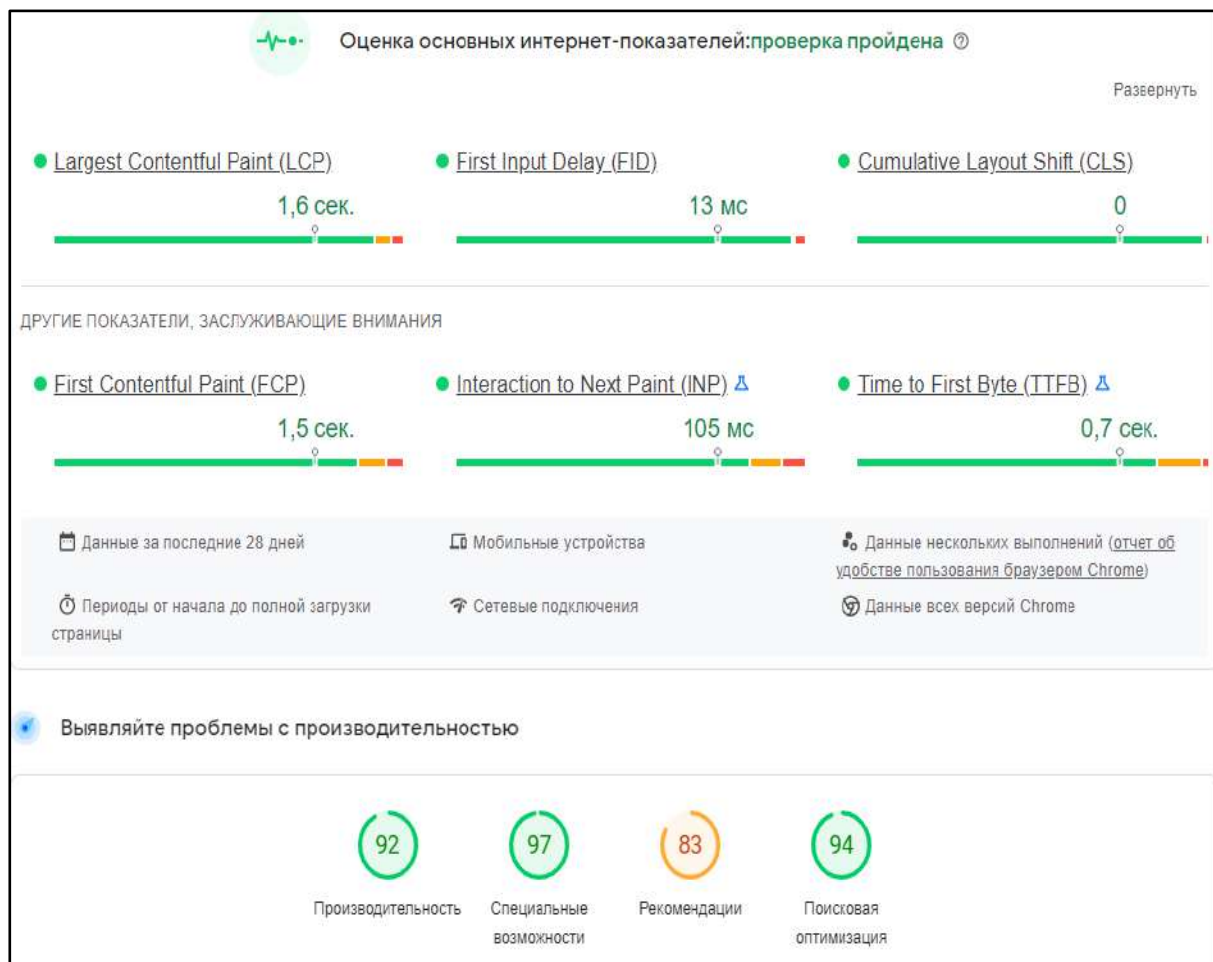 Оценка основных интернет-показателей:проверка пройдена
Развернуть
Largest Contentful Paint (LCP)
First Input Delay (FID)
Cumulative Layout Shift (CLS)
1,6 сек.
13 мс
0
ДРУГИЕ ПОКАЗАТЕЛИ, ЗАСЛУЖИВАЮЩИЕ ВНИМАНИЯ
First Contentful Paint (FCP)
Interaction to Next Paint (INP)
Time to First Byte (TTFB)
1,5 сек.
105 мс
0,7 сек.
Данные за последние 28 дней
Мобильные устройства
Данные нескольких выполнений (отчет об
удобстве пользования браузером Chrome)
Периоды от начала до полной загрузки
страницы
Сетевые подключения
Данные всех версий Chrome
Выявляйте проблемы с производительностью
92
97
83
94
Производительность
Специальные
возможности
Рекомендации
Поисковая
оптимизация